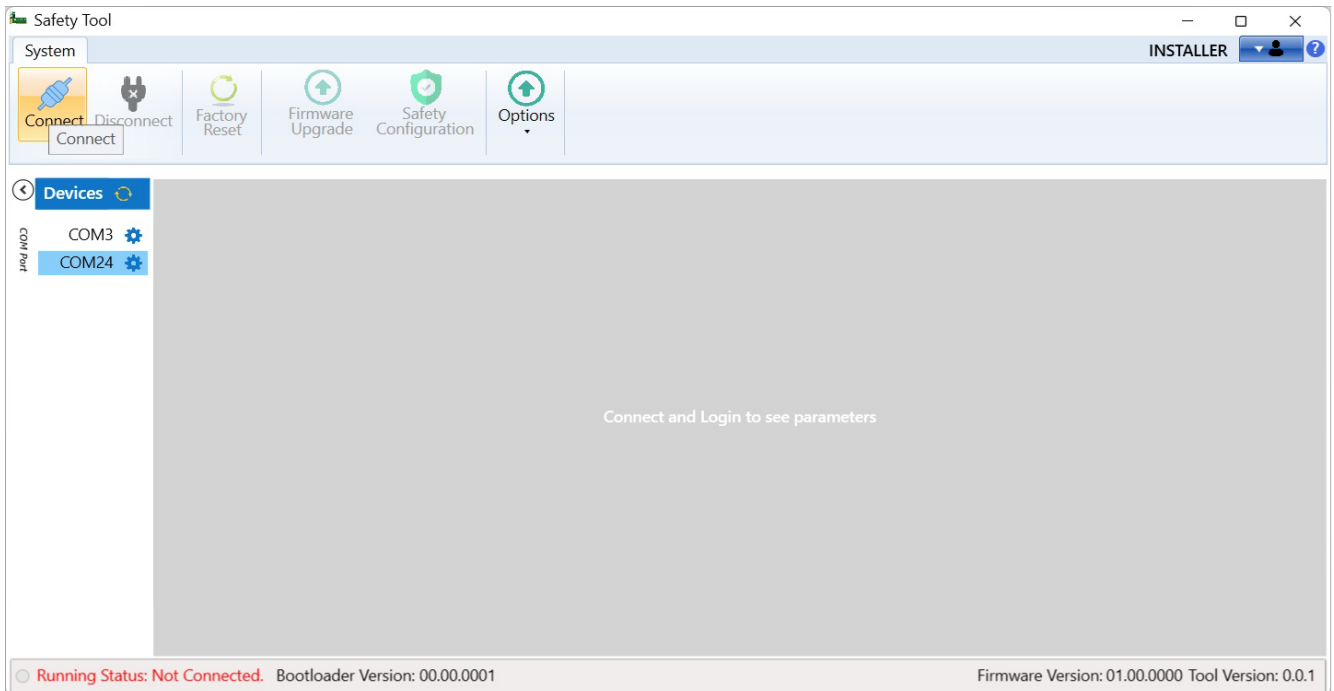 Safety Tool
System
INSTALLER
Connect
Disconnect
Factory
Reset
Firmware
Upgrade
Safety
Configuration
Options
Connect
Devices
COM Port
COM3
COM24
Connect and Login to see parameters
Running Status: Not Connected. Bootloader Version: 00.00.0001
Firmware Version: 01.00.0000 Tool Version: 0.0.1